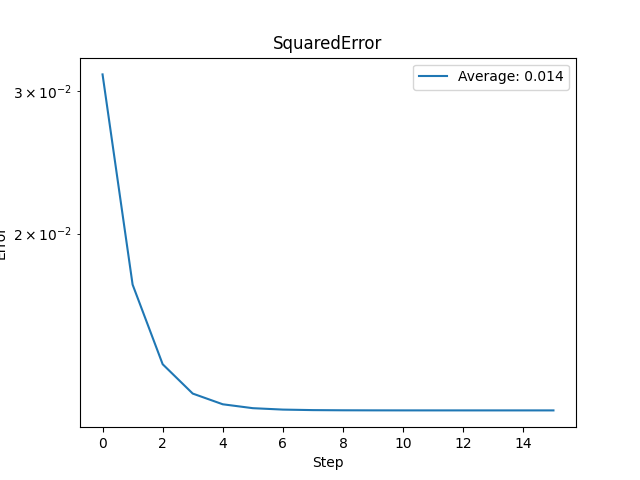 SquaredError
Average: 0.014
3 × 10⁻²
2 × 10⁻²
Error
0 2 4 6 8 10 12 14
Step